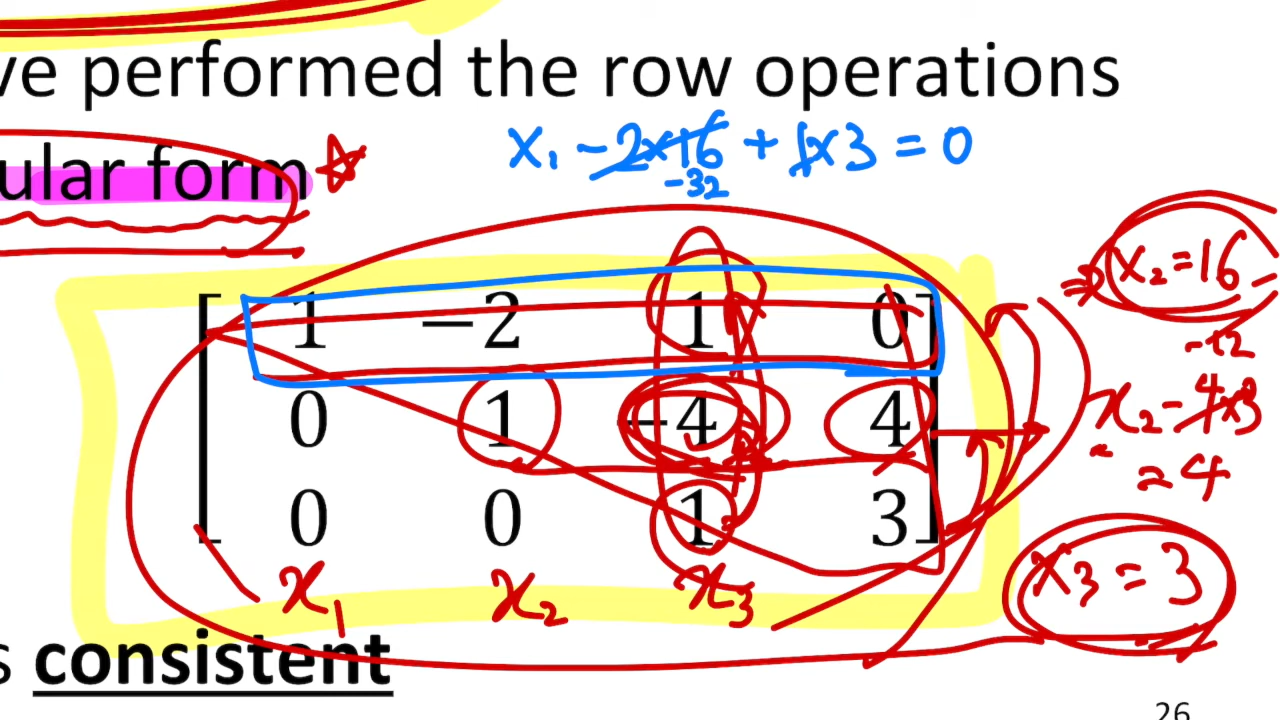 ve performed the row operations
ular form
x₁ - 2x16 + 1x3 = 0
-32
1 −2 1 0
0 1 −4 4
0 0 1 3
x₁ x₂ x₃
⇒ x₂ = 16
-12
x₂ - 4x3
= 4
x₃ = 3
s consistent
26